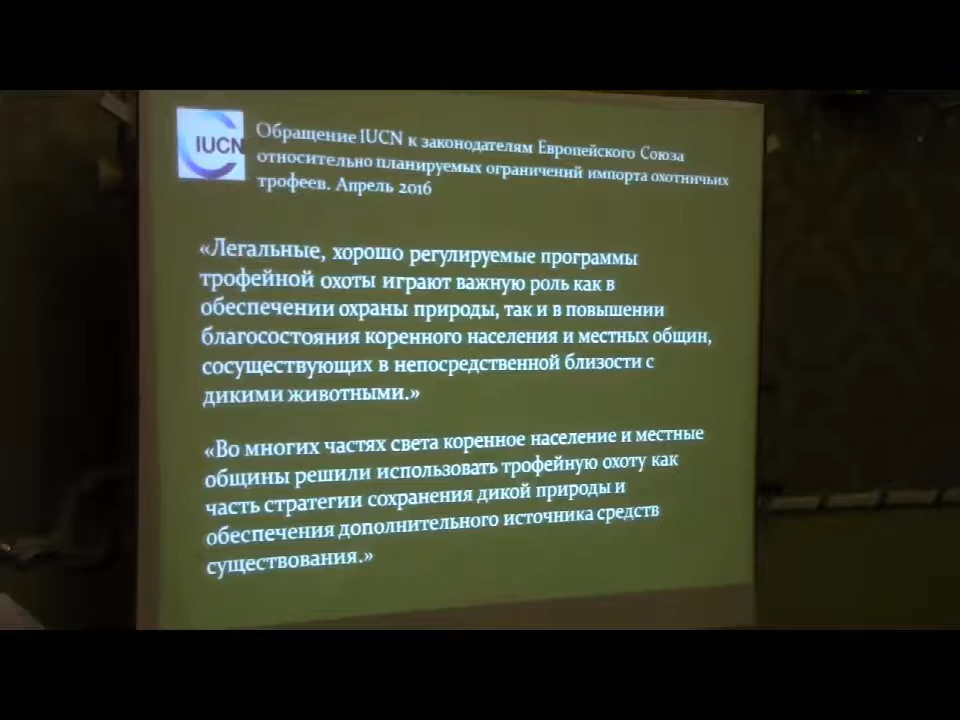 IUCN
Обращение IUCN к законодателям Европейского Союза
относительно планируемых ограничений импорта охотничьих
трофеев. Апрель 2016
«Легальные, хорошо регулируемые программы
трофейной охоты играют важную роль как в
обеспечении охраны природы, так и в повышении
благосостояния коренного населения и местных общин,
сосуществующих в непосредственной близости с
дикими животными.»
«Во многих частях света коренное население и местные
общины решили использовать трофейную охоту как
часть стратегии сохранения дикой природы и
обеспечения дополнительного источника средств
существования.»